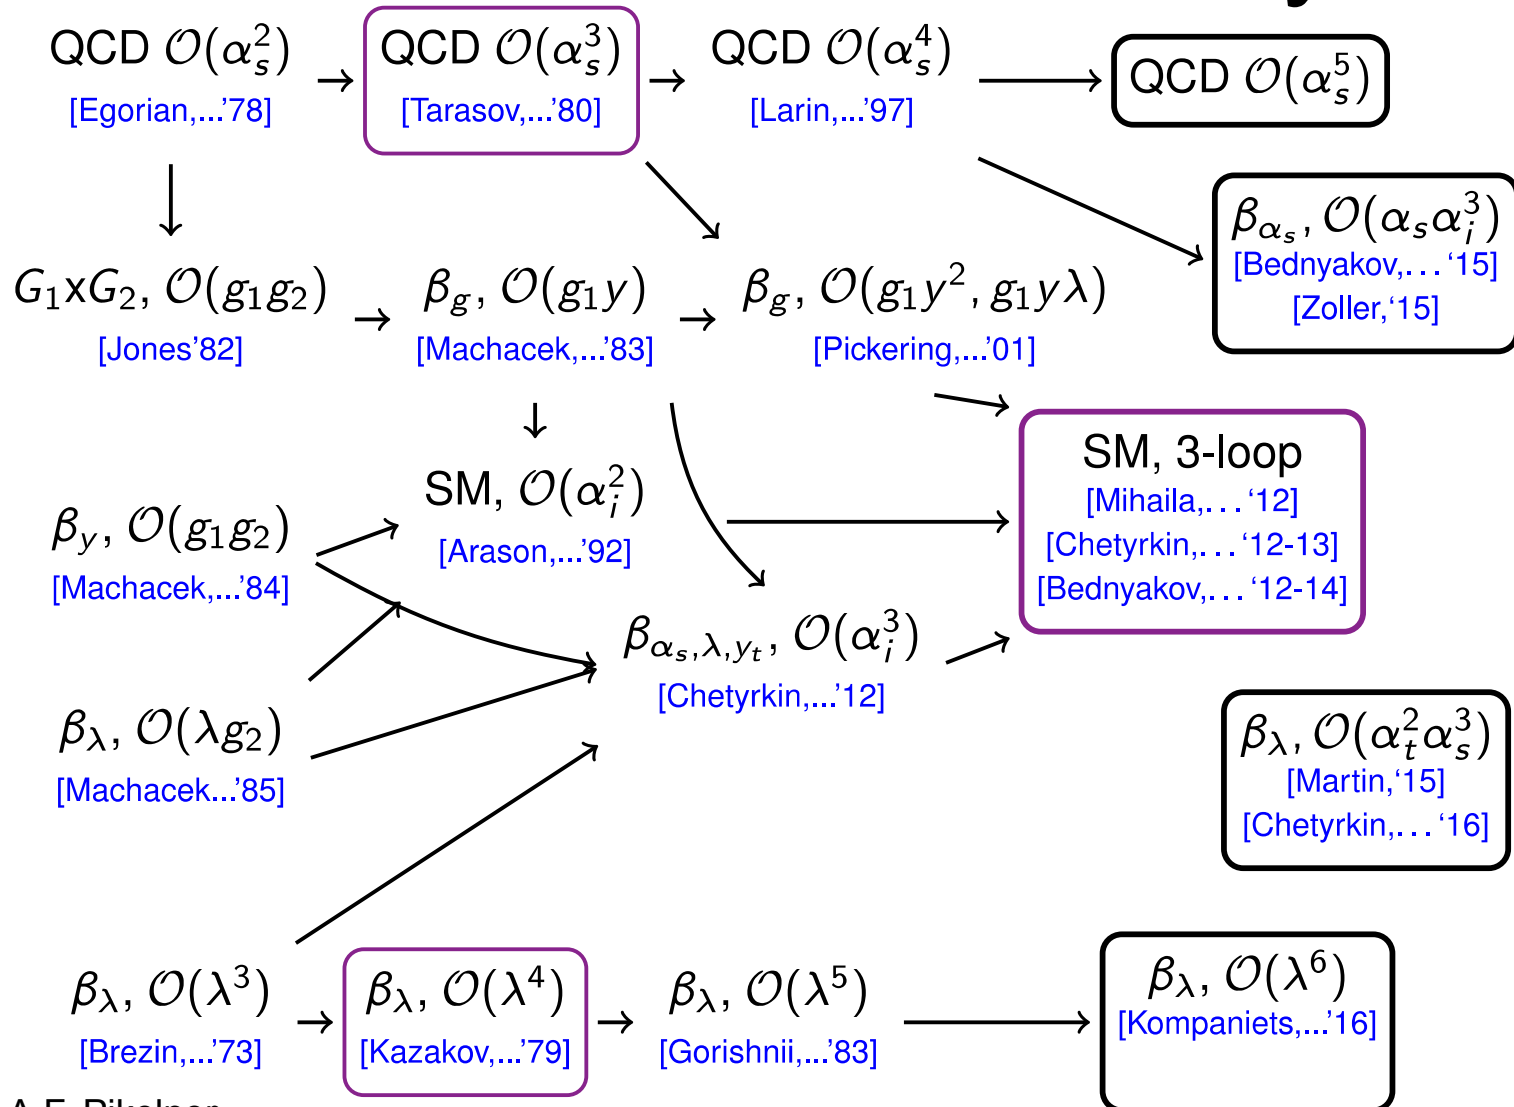 QCD 𝒪(α_s^2)
[Egorian,...'78]
QCD 𝒪(α_s^3)
[Tarasov,...'80]
QCD 𝒪(α_s^4)
[Larin,...'97]
QCD 𝒪(α_s^5)
β_{α_s}, 𝒪(α_s α_i^3)
[Bednyakov,... ‘15]
[Zoller,‘15]
G_1xG_2, 𝒪(g_1g_2)
[Jones'82]
β_g, 𝒪(g_1y)
[Machacek,...'83]
β_g, 𝒪(g_1y^2, g_1yλ)
[Pickering,...'01]
SM, 3-loop
[Mihaila,... ‘12]
[Chetyrkin,... ‘12-13]
[Bednyakov,... ‘12-14]
SM, 𝒪(α_i^2)
[Arason,...'92]
β_y, 𝒪(g_1g_2)
[Machacek,...'84]
β_{α_s,λ,y_t}, 𝒪(α_i^3)
[Chetyrkin,...'12]
β_λ, 𝒪(λg_2)
[Machacek...'85]
β_λ, 𝒪(α_t^2 α_s^3)
[Martin,‘15]
[Chetyrkin,... ‘16]
β_λ, 𝒪(λ^3)
[Brezin,...'73]
β_λ, 𝒪(λ^4)
[Kazakov,...'79]
β_λ, 𝒪(λ^5)
[Gorishnii,...'83]
β_λ, 𝒪(λ^6)
[Kompaniets,...'16]